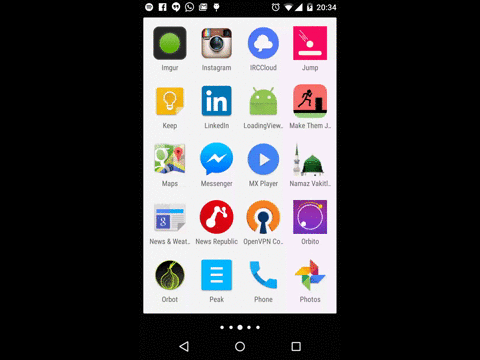 20:34
Imgur Instagram IRCCloud Jump
in
Keep LinkedIn LoadingView.. Make Them J..
Maps Messenger MX Player Namaz Vakitl..
g
News & Weat.. News Republic OpenVPN Co.. Orbito
Orbot Peak Phone Photos